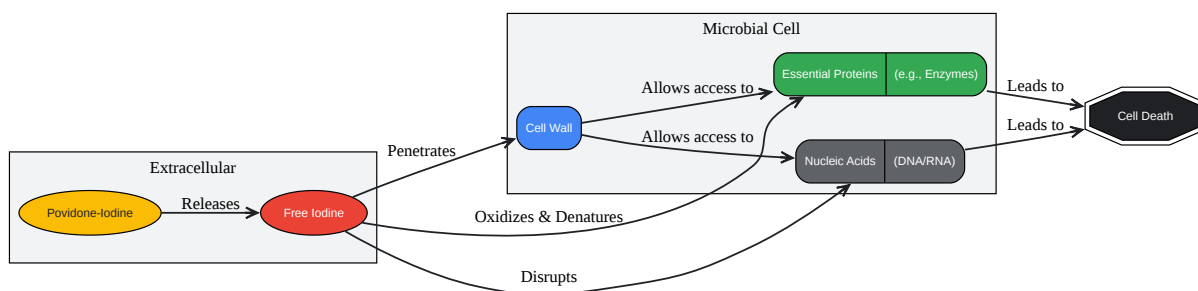 Microbial Cell
Essential Proteins (e.g., Enzymes)
Leads to
Allows access to
Cell Death
Cell Wall
Allows access to
Leads to
Penetrates
Nucleic Acids (DNA/RNA)
Extracellular
Releases
Povidone-Iodine
Free Iodine
Oxidizes & Denatures
Disrupts